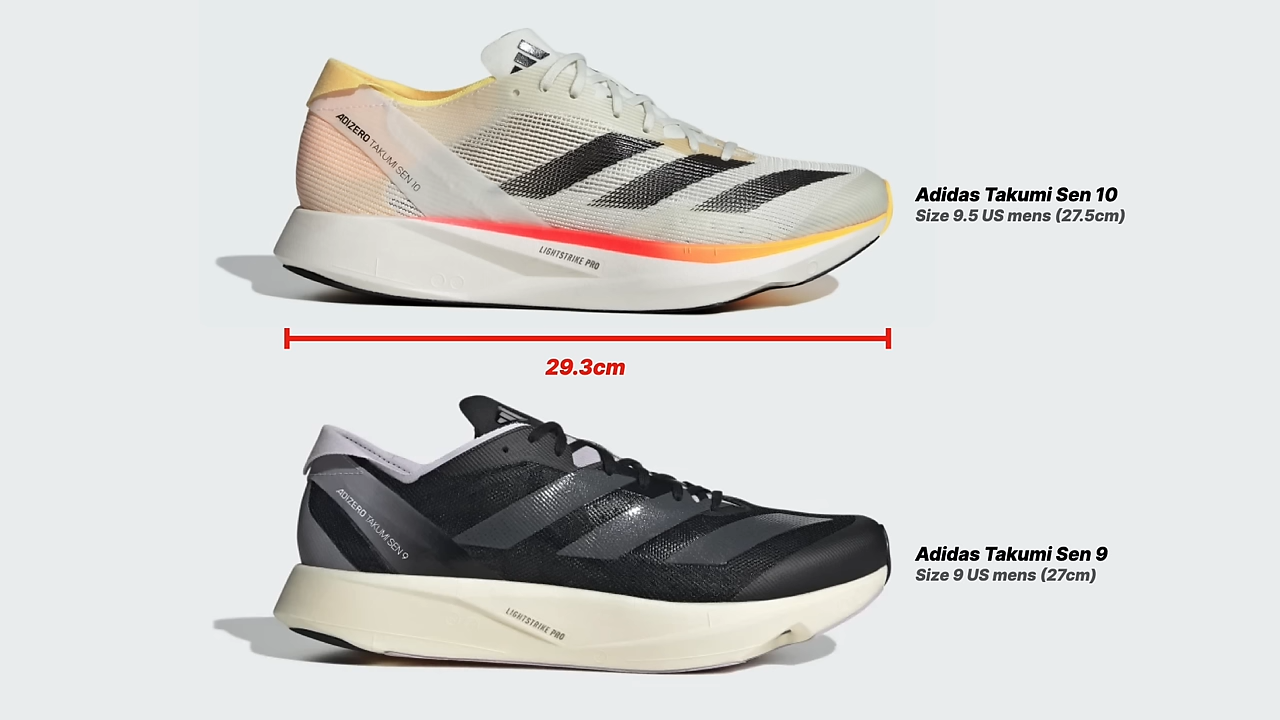 ADIZERO TAKUMI SEN 10
LIGHTSTRIKE PRO
Adidas Takumi Sen 10
Size 9.5 US mens (27.5cm)
29.3cm
ADIZERO TAKUMI SEN 9
LIGHTSTRIKE PRO
Adidas Takumi Sen 9
Size 9 US mens (27cm)